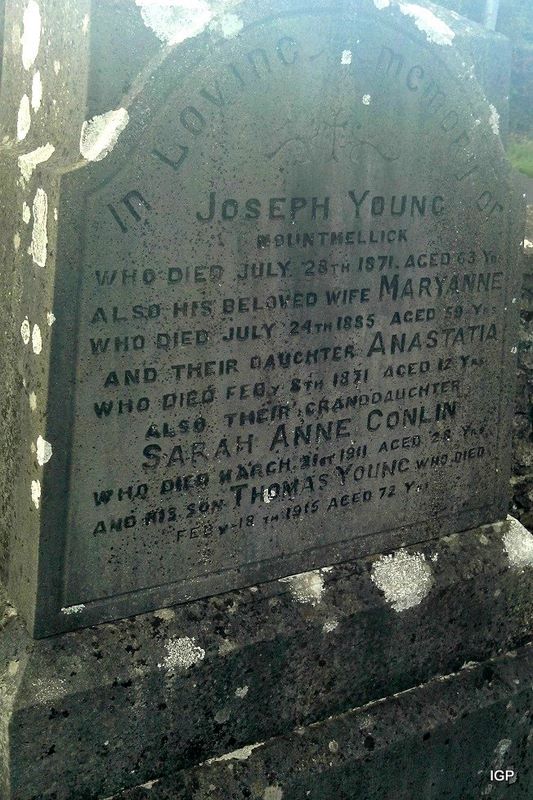 In Loving memory of
JOSEPH YOUNG
MOUNTMELLICK
WHO DIED JULY 28TH 1871. AGED 63 Yrs
ALSO HIS BELOVED WIFE MARYANNE
WHO DIED JULY 24TH 1885 AGED 59 Yrs
AND THEIR DAUGHTER ANASTATIA
WHO DIED FEBy 8TH 1871 AGED 12 Yrs
ALSO THEIR GRANDDAUGHTER
SARAH ANNE CONLIN
WHO DIED MARCH 21ST 1911 AGED 28 Yrs
AND HIS SON THOMAS YOUNG WHO DIED
FEBy 18TH 1915 AGED 72 Yrs
IGP